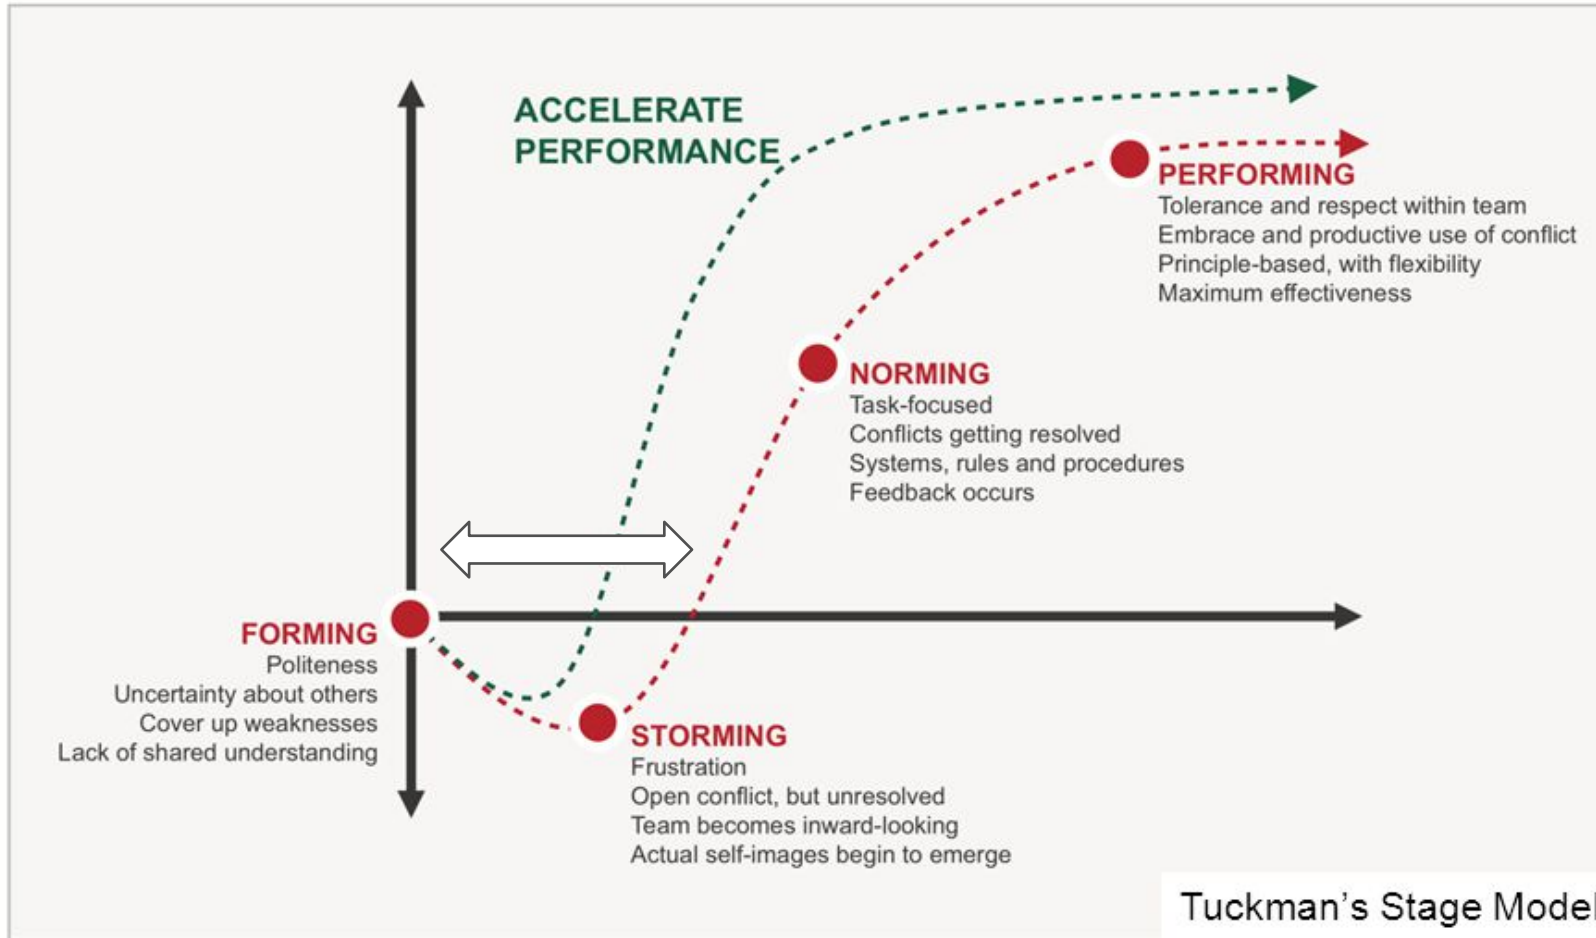 ACCELERATE
PERFORMANCE
PERFORMING
Tolerance and respect within team
Embrace and productive use of conflict
Principle-based, with flexibility
Maximum effectiveness
NORMING
Task-focused
Conflicts getting resolved
Systems, rules and procedures
Feedback occurs
FORMING
Politeness
Uncertainty about others
Cover up weaknesses
Lack of shared understanding
STORMING
Frustration
Open conflict, but unresolved
Team becomes inward-looking
Actual self-images begin to emerge
Tuckman's Stage Model